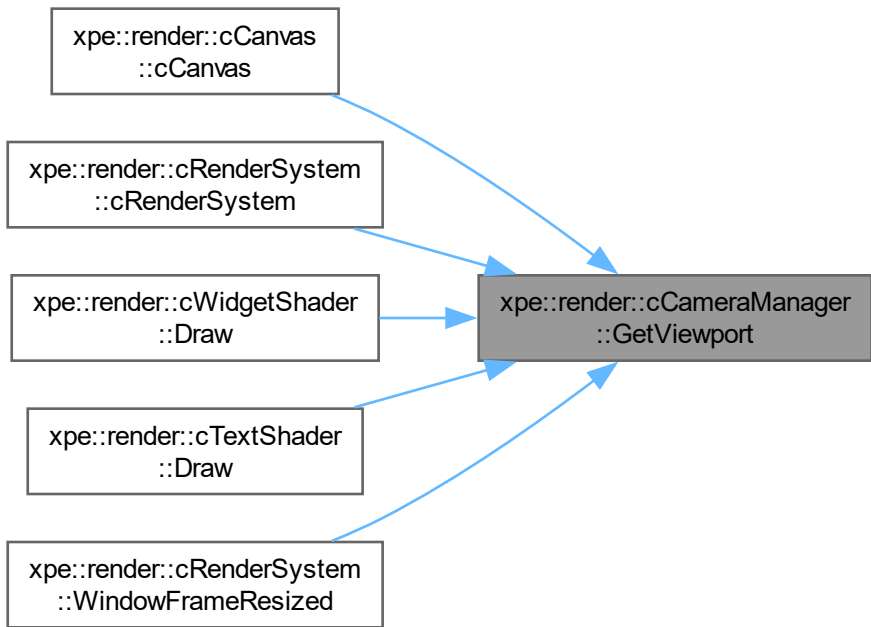 xpe::render::cCanvas
::cCanvas
xpe::render::cRenderSystem
::cRenderSystem
xpe::render::cWidgetShader
::Draw
xpe::render::cCameraManager
::GetViewport
xpe::render::cTextShader
::Draw
xpe::render::cRenderSystem
::WindowFrameResized